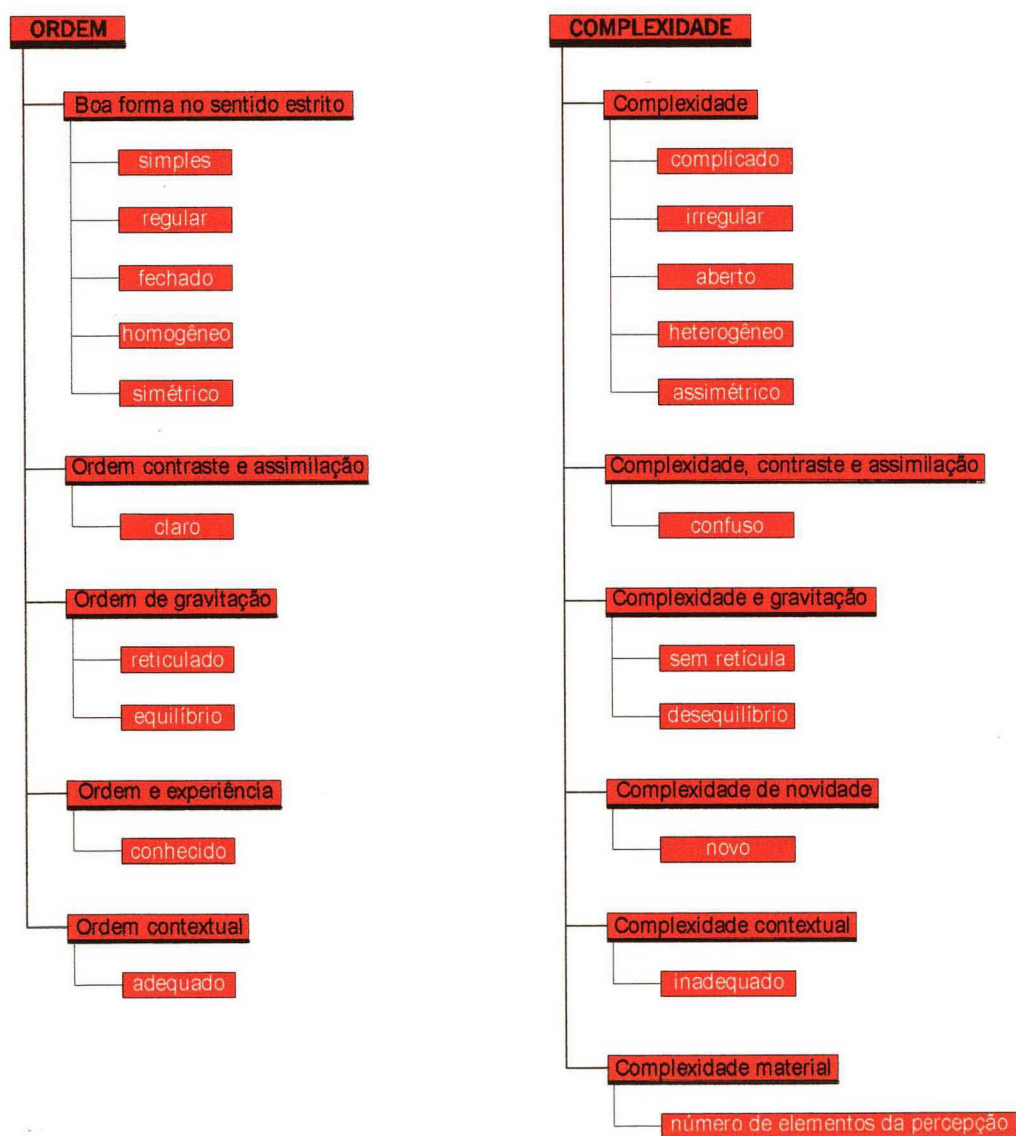 ORDEM
Boa forma no sentido estrito
simples
regular
fechado
homogêneo
simétrico
Ordem contraste e assimilação
claro
Ordem de gravitação
reticulado
equilíbrio
Ordem e experiência
conhecido
Ordem contextual
adequado
COMPLEXIDADE
Complexidade
complicado
irregular
aberto
heterogêneo
assimétrico
Complexidade, contraste e assimilação
confuso
Complexidade e gravitação
sem retícula
desequilíbrio
Complexidade de novidade
novo
Complexidade contextual
inadequado
Complexidade material
número de elementos da percepção